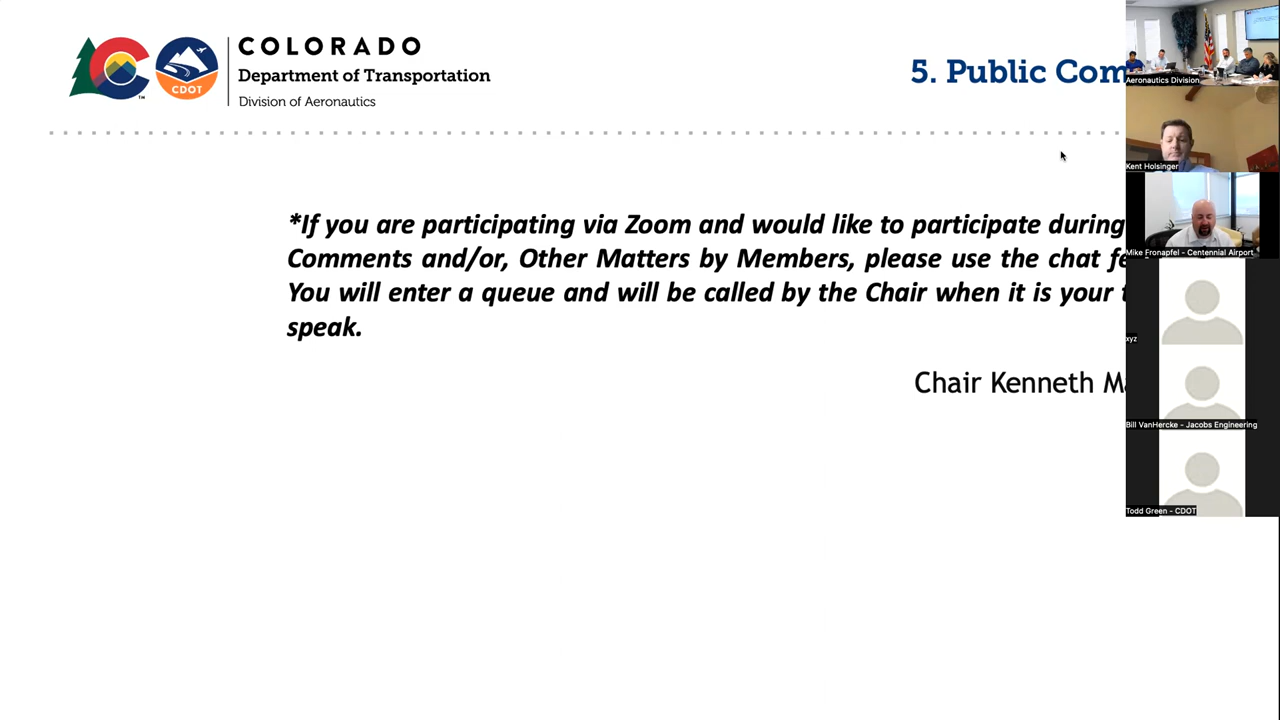 COLORADO
Department of Transportation
Division of Aeronautics
CDOT
TM
5. Public Com
*If you are participating via Zoom and would like to participate during
Comments and/or, Other Matters by Members, please use the chat
You will enter a queue and will be called by the Chair when it is your
speak.
Chair Kenneth
Aeronautics Division
Kent Holsinger
Mike Fronapfel - Centennial Airport
xyz
Bill VanHercke - Jacobs Engineering
Todd Green - CDOT